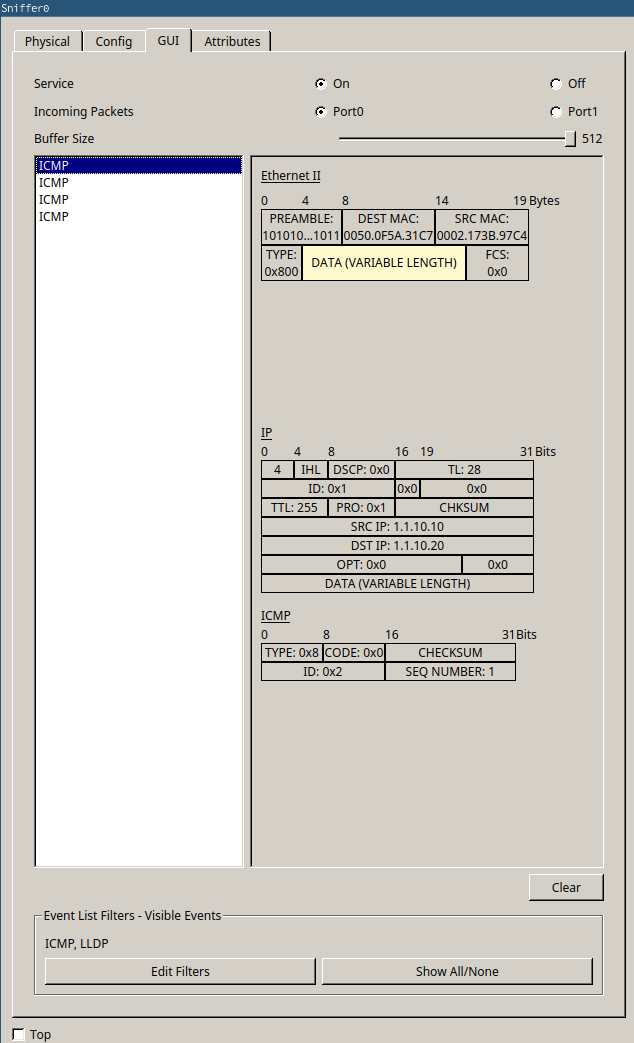 Sniffer0
Physical Config GUI Attributes
Service On Off
Incoming Packets Port0 Port1
Buffer Size 512
ICMP
ICMP
ICMP
ICMP
Ethernet II
0 4 8 14 19 Bytes
PREAMBLE: DEST MAC: SRC MAC:
101010...1011 0050.0F5A.31C7 0002.173B.97C4
TYPE: DATA (VARIABLE LENGTH) FCS:
0x800 0x0
IP
0 4 8 16 19 31 Bits
4 IHL DSCP: 0x0 TL: 28
ID: 0x1 0x0 0x0
TTL: 255 PRO: 0x1 CHKSUM
SRC IP: 1.1.10.10
DST IP: 1.1.10.20
OPT: 0x0 0x0
DATA (VARIABLE LENGTH)
ICMP
0 8 16 31 Bits
TYPE: 0x8 CODE: 0x0 CHECKSUM
ID: 0x2 SEQ NUMBER: 1
Clear
Event List Filters - Visible Events
ICMP, LLDP
Edit Filters Show All/None
Top